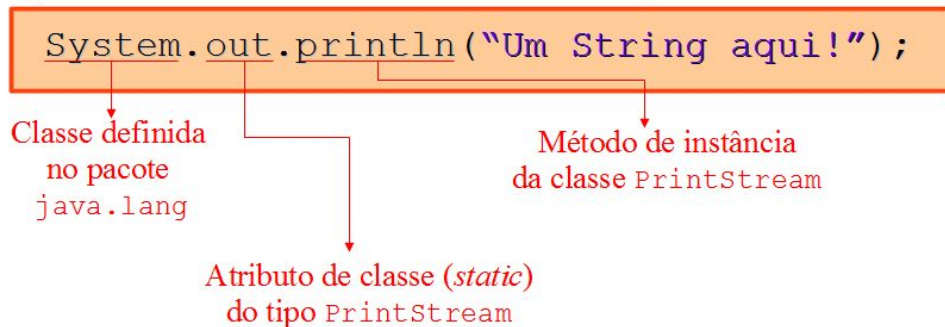 System.out.println(“Um String aqui!”);
Classe definida
no pacote
java.lang
Método de instância
da classe PrintStream
Atributo de classe (static)
do tipo PrintStream